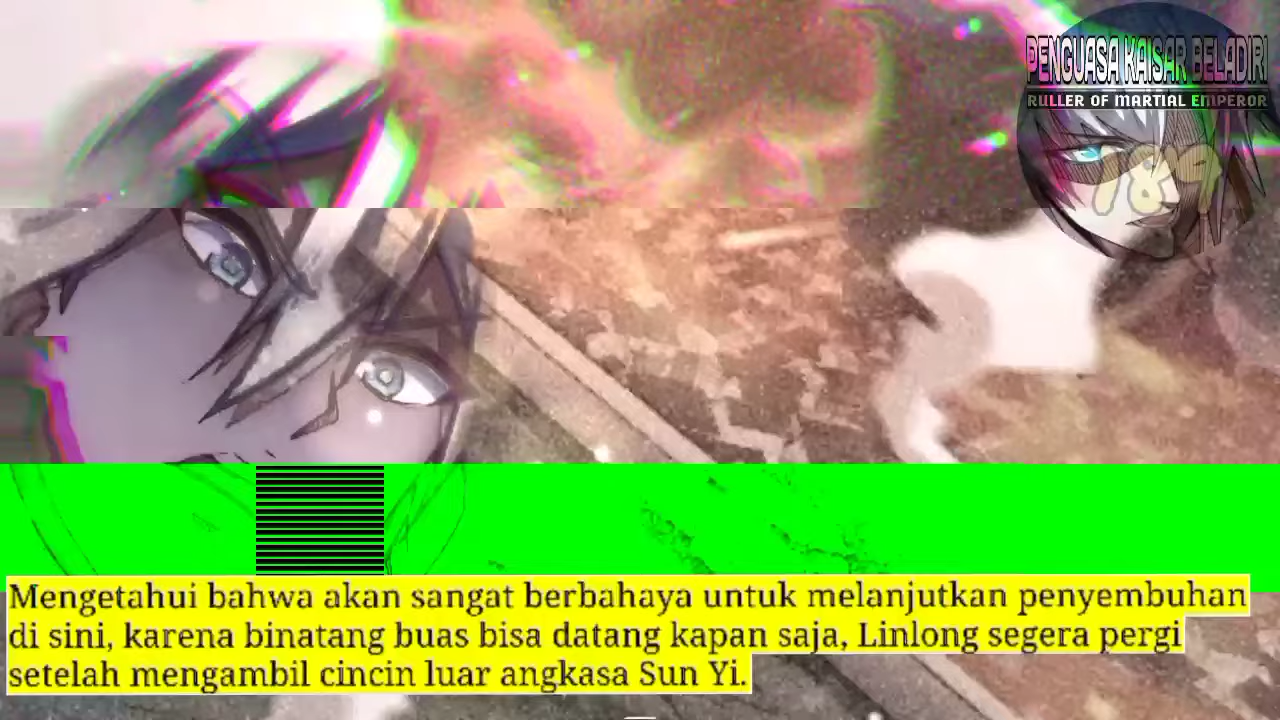 PENGUASA KAISAR BELADIRI
RULLER OF MARTIAL EMPEROR
Mengetahui bahwa akan sangat berbahaya untuk melanjutkan penyembuhan
di sini, karena binatang buas bisa datang kapan saja, Linlong segera pergi
setelah mengambil cincin luar angkasa Sun Yi.